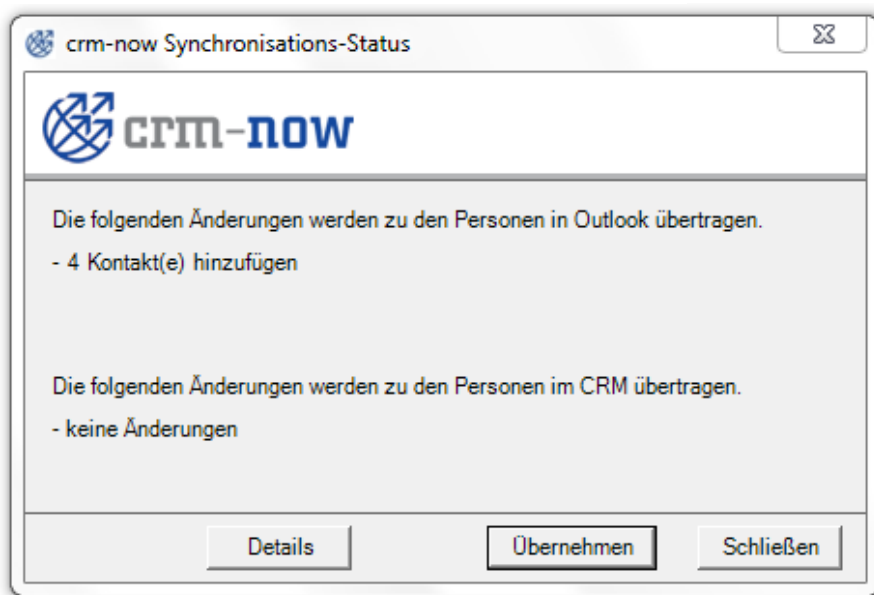 crm-now Synchronisations-Status
crm-now
Die folgenden Änderungen werden zu den Personen in Outlook übertragen.
- 4 Kontakt(e) hinzufügen
Die folgenden Änderungen werden zu den Personen im CRM übertragen.
- keine Änderungen
Details Übernehmen Schließen